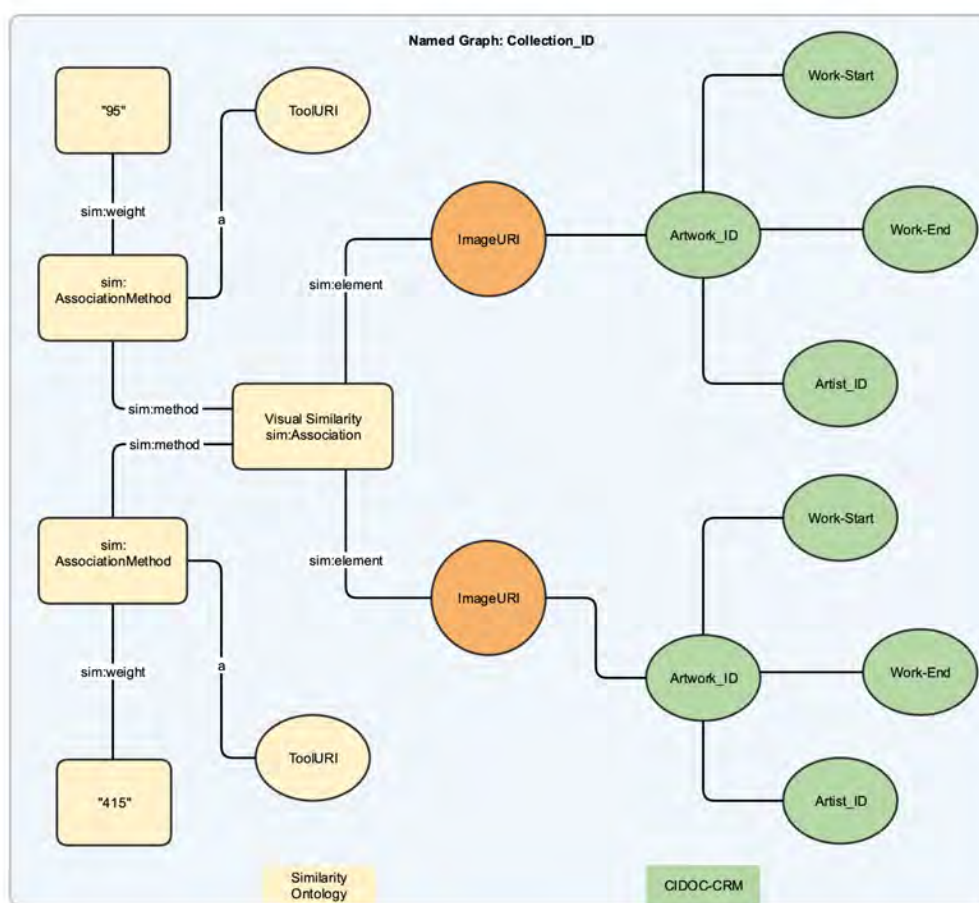 Named Graph: Collection_ID
"95"
ToolURI
Work-Start
sim:weight
a
ImageURI
Artwork_ID
Work-End
sim:
AssociationMethod
sim:element
Artist_ID
sim:method
Visual Similarity
sim:Association
sim:method
Work-Start
sim:
AssociationMethod
sim:element
ImageURI
sim:weight
a
Artwork_ID
Work-End
ToolURI
"415"
Artist_ID
Similarity
Ontology
CIDOC-CRM